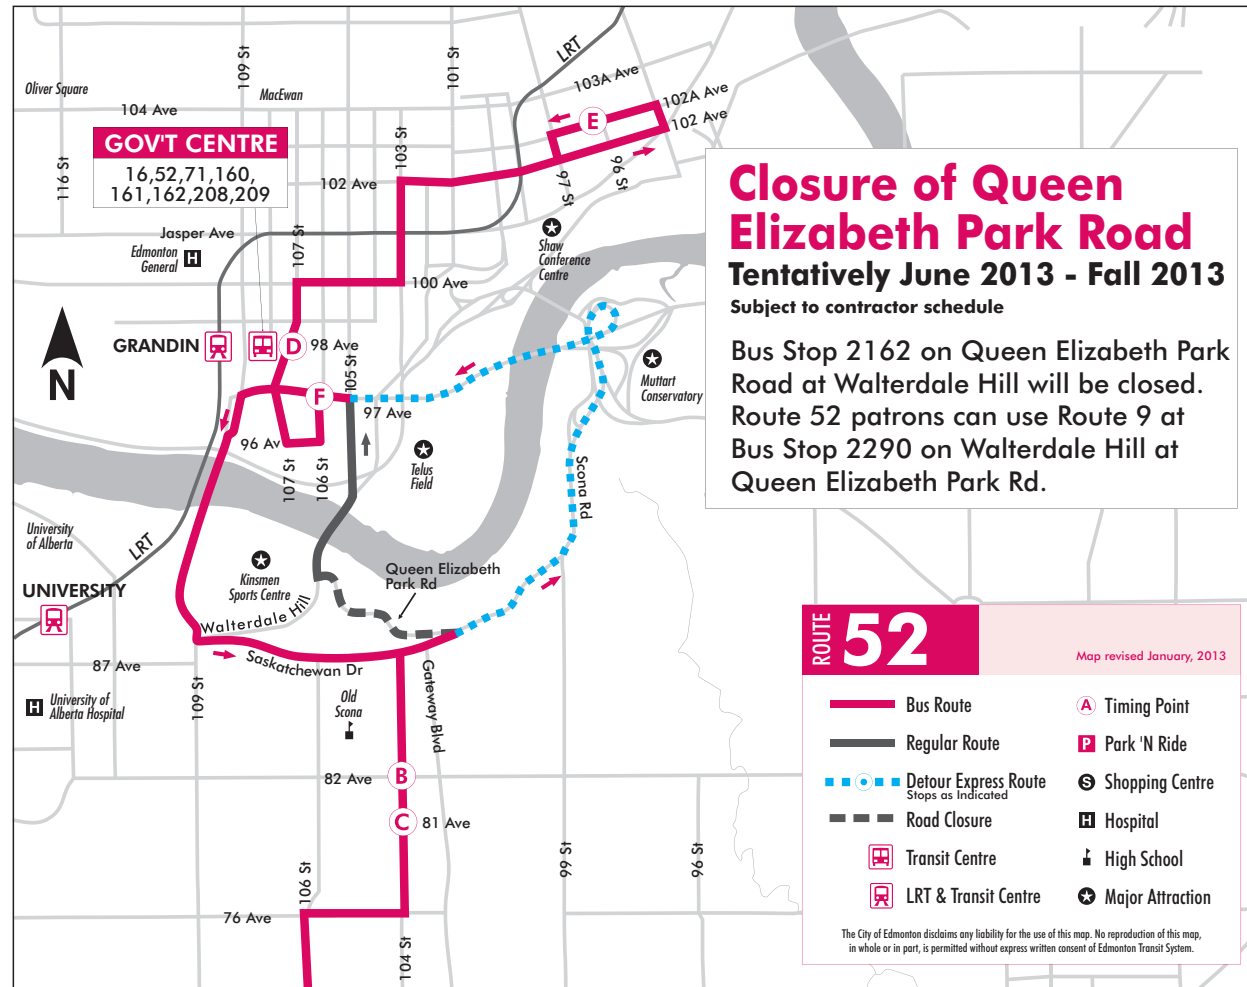 Oliver Square
104 Ave
109 St
MacEwan
101 St
LRT
103A Ave
102A Ave
102 Ave
E
GOV'T CENTRE
16,52,71,160,
161,162,208,209
116 St
103 St
102 Ave
97 St
96 St
Jasper Ave
Edmonton
General
H
107 St
Shaw
Conference
Centre
100 Ave
N
GRANDIN
D
98 Ave
105 St
F
97 Ave
96 Av
107 St
106 St
Telus
Field
Muttart
Conservatory
Scona Rd
University
of Alberta
LRT
UNIVERSITY
Kinsmen
Sports Centre
Queen Elizabeth
Park Rd
Walterdale Hill
Saskatchewan Dr
87 Ave
H
University of
Alberta Hospital
109 St
Old
Scona
Gateway Blvd
B
82 Ave
C
81 Ave
106 St
76 Ave
104 St
99 St
96 St
Closure of Queen
Elizabeth Park Road
Tentatively June 2013 - Fall 2013
Subject to contractor schedule
Bus Stop 2162 on Queen Elizabeth Park
Road at Walterdale Hill will be closed.
Route 52 patrons can use Route 9 at
Bus Stop 2290 on Walterdale Hill at
Queen Elizabeth Park Rd.
ROUTE 52
Map revised January, 2013
Bus Route
Regular Route
Detour Express Route
Stops as Indicated
Road Closure
Transit Centre
LRT & Transit Centre
A Timing Point
P Park 'N Ride
S Shopping Centre
H Hospital
High School
Major Attraction
The City of Edmonton disclaims any liability for the use of this map. No reproduction of this map,
in whole or in part, is permitted without express written consent of Edmonton Transit System.